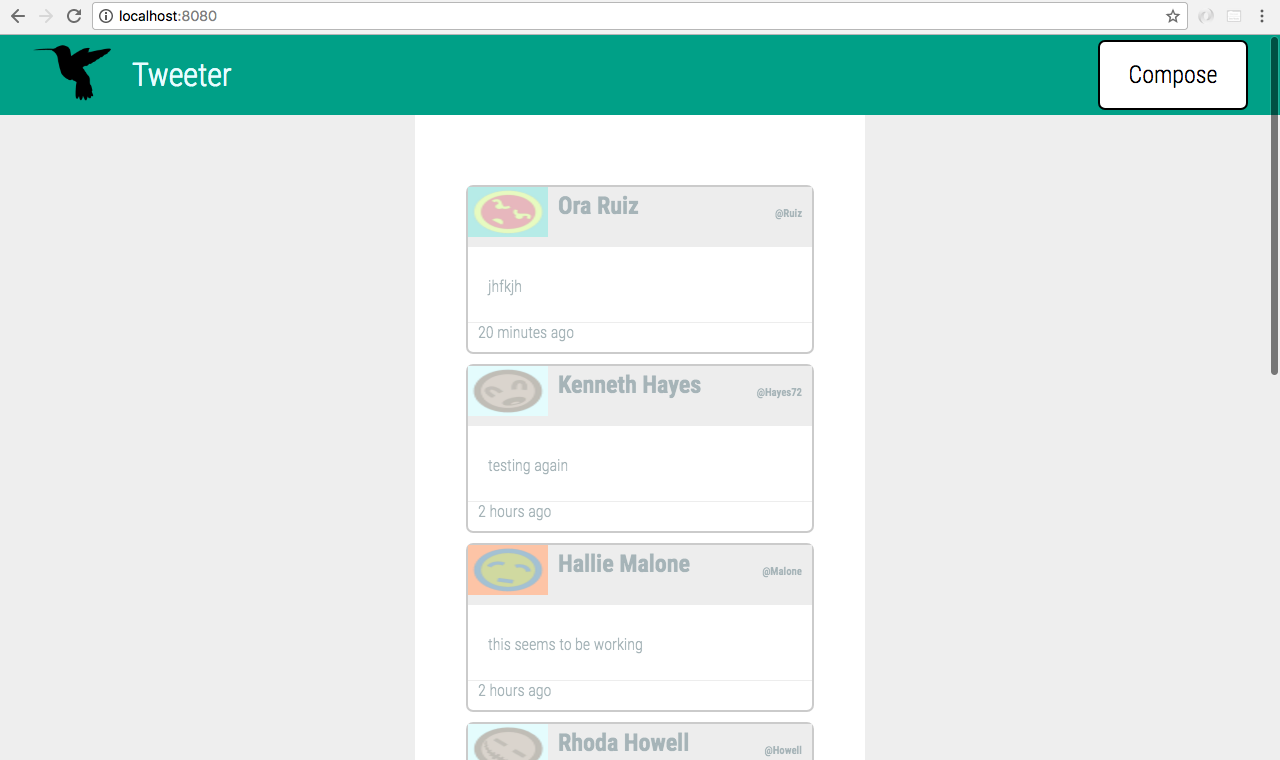 localhost:8080
Tweeter
Compose
Ora Ruiz
@Ruiz
jhfkjh
20 minutes ago
Kenneth Hayes
@Hayes72
testing again
2 hours ago
Hallie Malone
@Malone
this seems to be working
2 hours ago
Rhoda Howell
@Howell